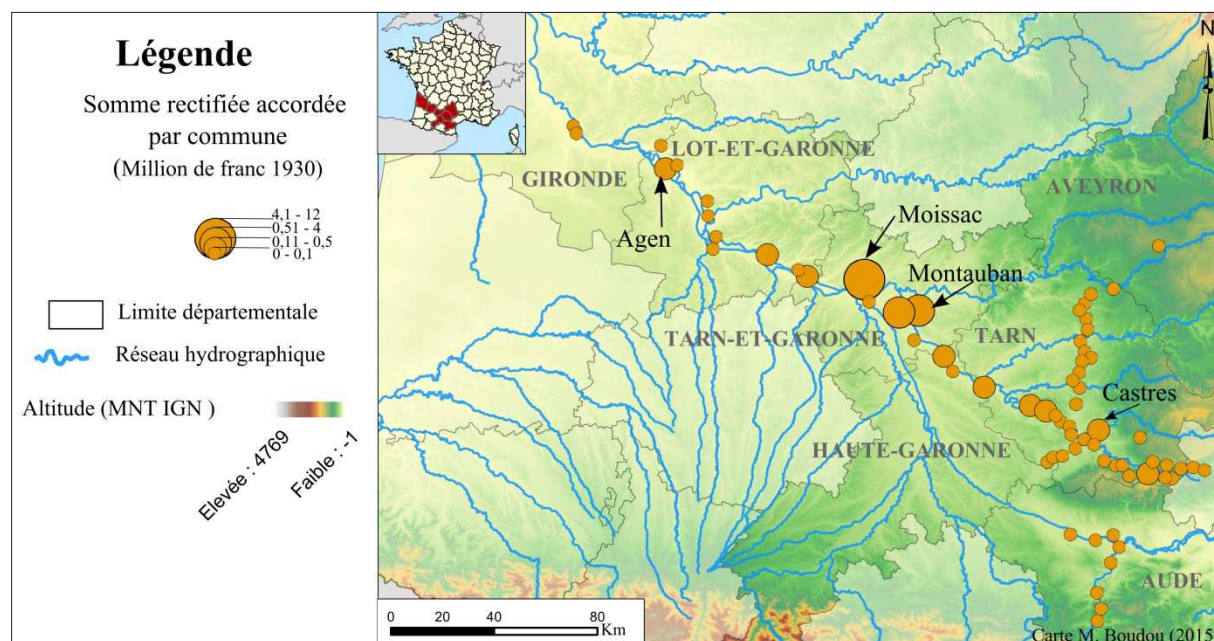 Légende
Somme rectifiée accordée
par commune
(Million de franc 1930)
4,1 - 12
0,51 - 4
0,11 - 0,5
0 - 0,1
Limite départementale
Réseau hydrographique
Altitude (MNT IGN )
Elevée : 4769
Faible : -1
N
LOT-ET-GARONNE
GIRONDE
AVEYRON
Moissac
Agen
Montauban
TARN-ET-GARONNE
TARN
Castres
HAUTE-GARONNE
AUDE
0 20 40 80
Km
Carte M. Boudou (2015